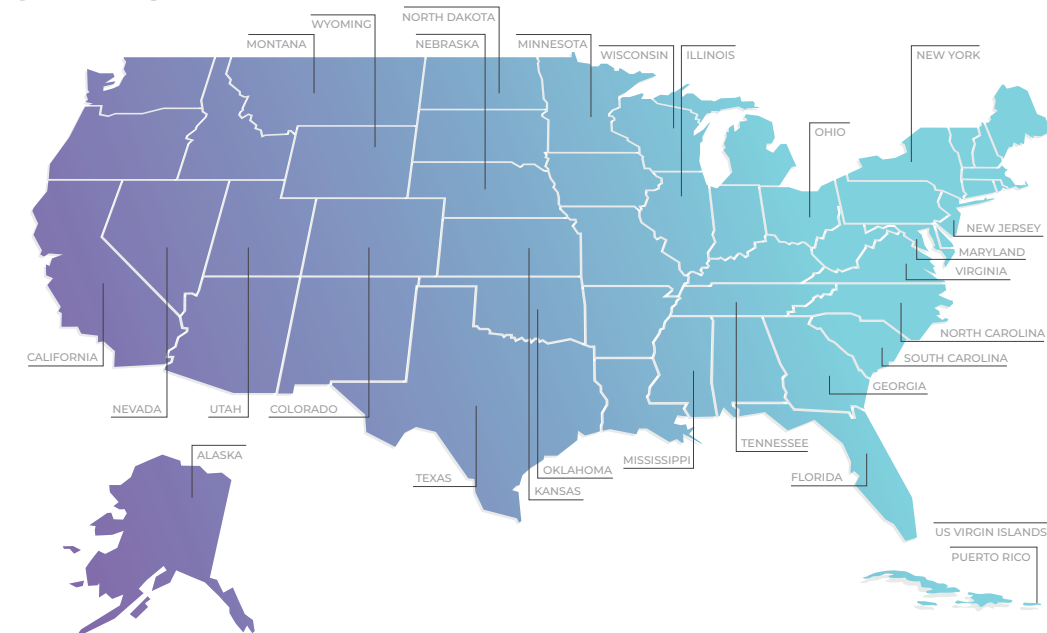 NORTH DAKOTA
WYOMING
MONTANA
NEBRASKA
MINNESOTA
WISCONSIN
ILLINOIS
NEW YORK
OHIO
NEW JERSEY
MARYLAND
VIRGINIA
NORTH CAROLINA
CALIFORNIA
SOUTH CAROLINA
GEORGIA
NEVADA
UTAH
COLORADO
TENNESSEE
ALASKA
MISSISSIPPI
OKLAHOMA
TEXAS
FLORIDA
KANSAS
US VIRGIN ISLANDS
PUERTO RICO